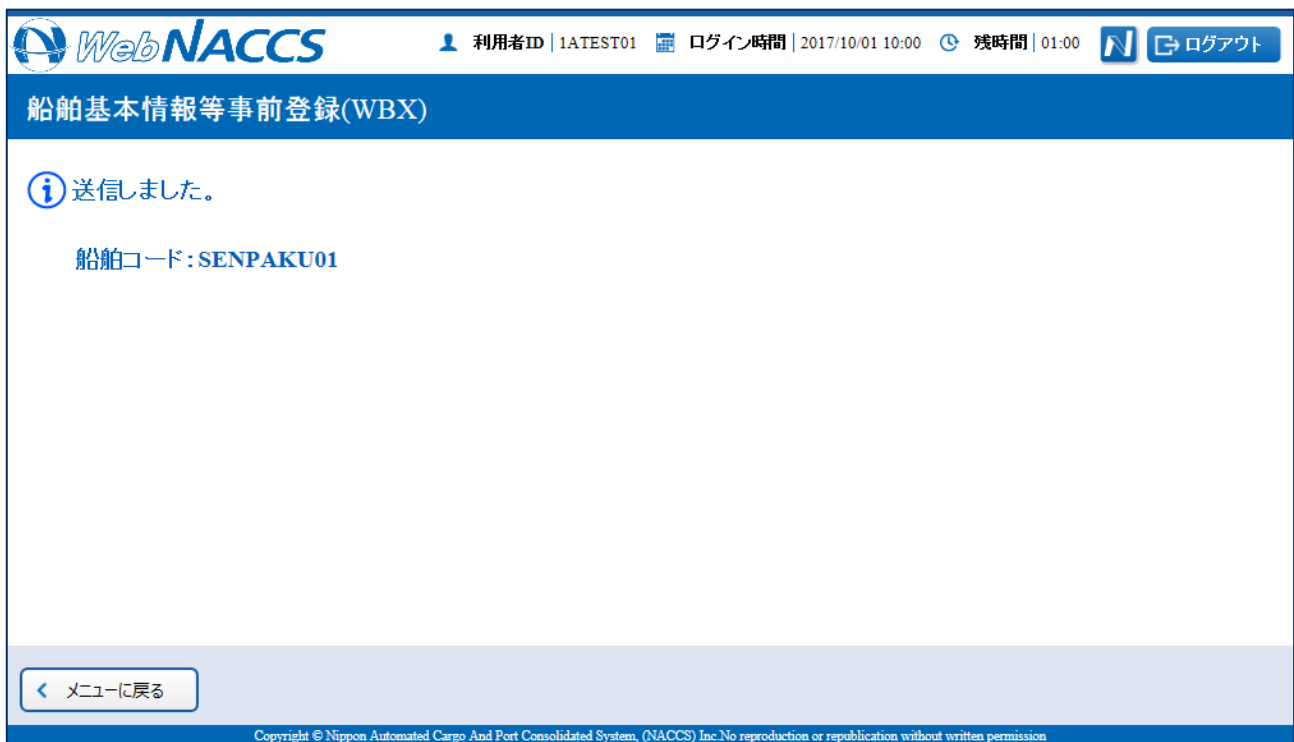 WebNACCS 利用者ID | 1ATEST01 ログイン時間 | 2017/10/01 10:00 残時間 | 01:00 N ログアウト
船舶基本情報等事前登録(WBX)
i 送信しました。
船舶コード:SENPAKU01
メニューに戻る
Copyright © Nippon Automated Cargo And Port Consolidated System, (NACCS) Inc.No reproduction or republication without written permission